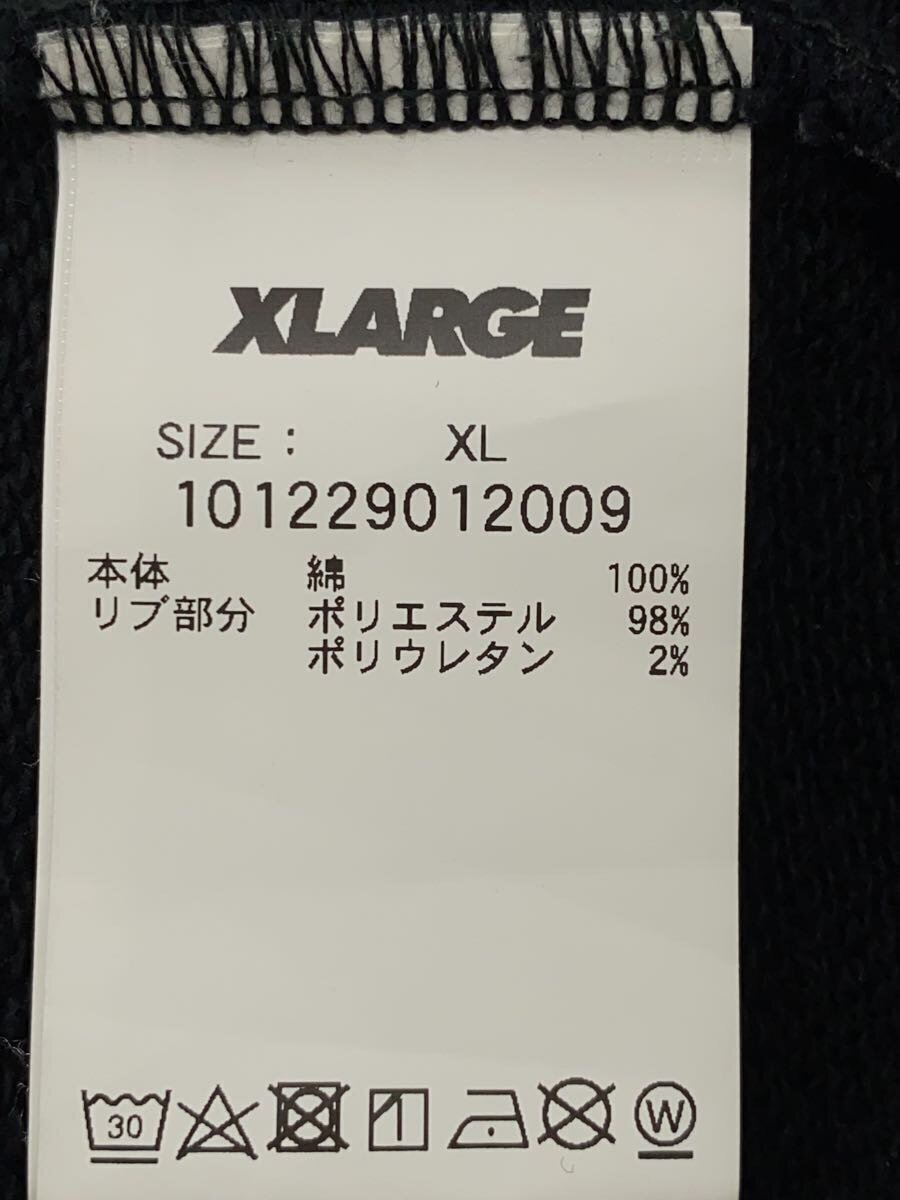 XLARGE
SIZE : XL
101229012009
本体 綿 100%
リブ部分 ポリエステル 98%
ポリウレタン 2%
30 W